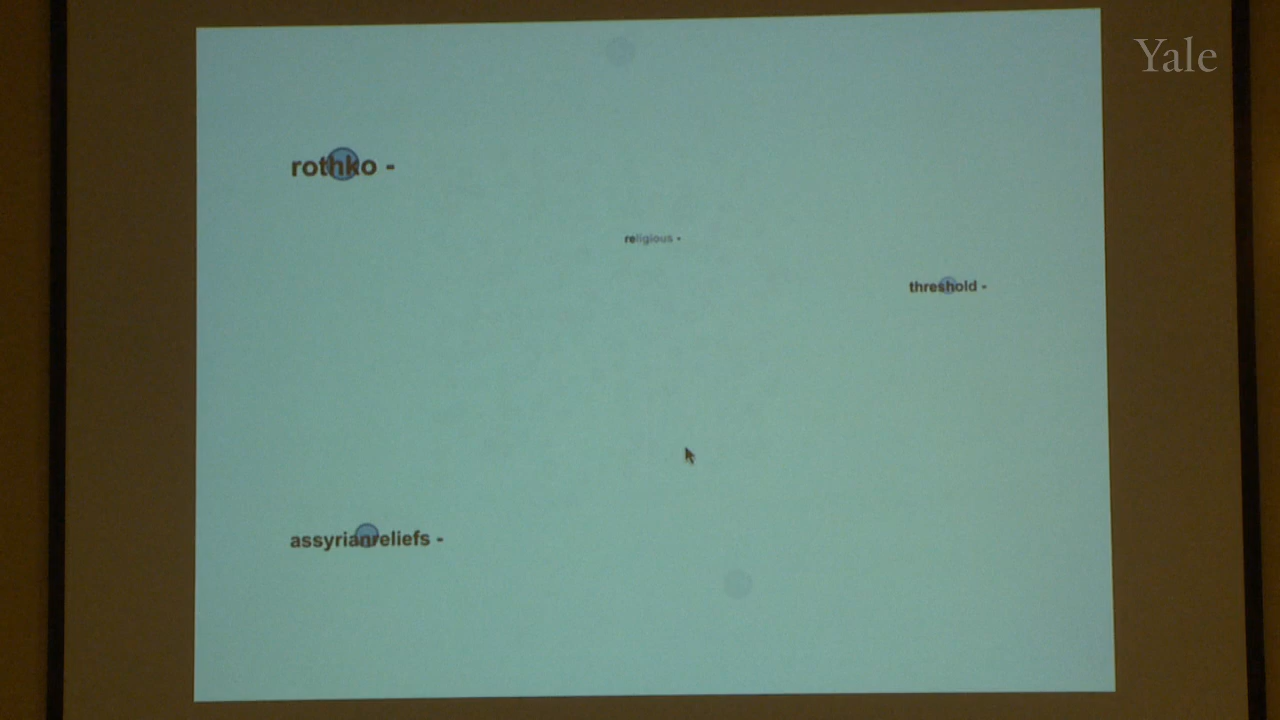 Yale
rothko -
religious -
threshold -
assyrianreliefs -